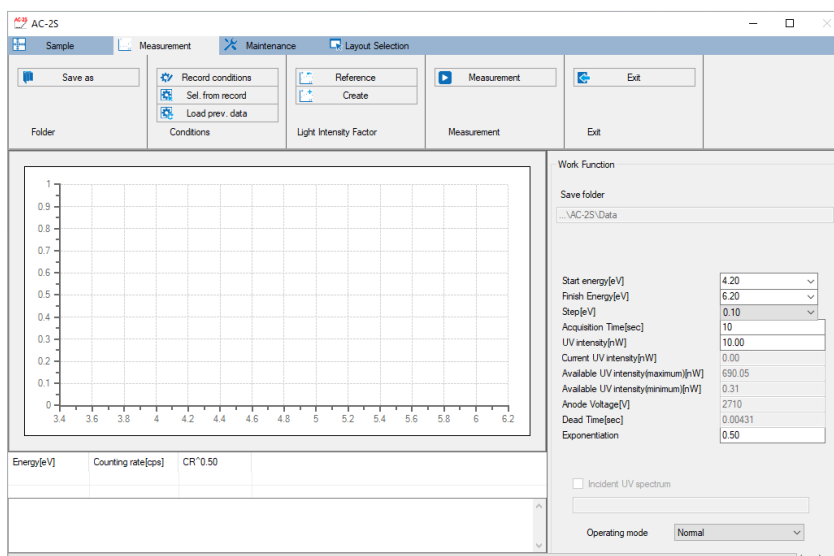 AC-2S AC-2S
Sample Measurement Maintenance Layout Selection
Save as
Folder
Record conditions
Sel. from record
Load prev. data
Conditions
Reference
Create
Light Intensity Factor
Measurement
Measurement
Exit
Exit
1
0.9
0.8
0.7
0.6
0.5
0.4
0.3
0.2
0.1
0
3.4 3.6 3.8 4 4.2 4.4 4.6 4.8 5 5.2 5.4 5.6 5.8 6 6.2
Energy[eV] Counting rate[cps] CR^0.50
Work Function
Save folder
...\AC-2S\Data
Start energy[eV] 4.20
Finish Energy[eV] 6.20
Step[eV] 0.10
Acquisition Time[sec] 10
UV intensity[nW] 10.00
Current UV intensity[nW] 0.00
Available UV intensity(maximum)[nW] 690.05
Available UV intensity(minimum)[nW] 0.31
Anode Voltage[V] 2710
Dead Time[sec] 0.00431
Exponentiation 0.50
Incident UV spectrum
Operating mode Normal